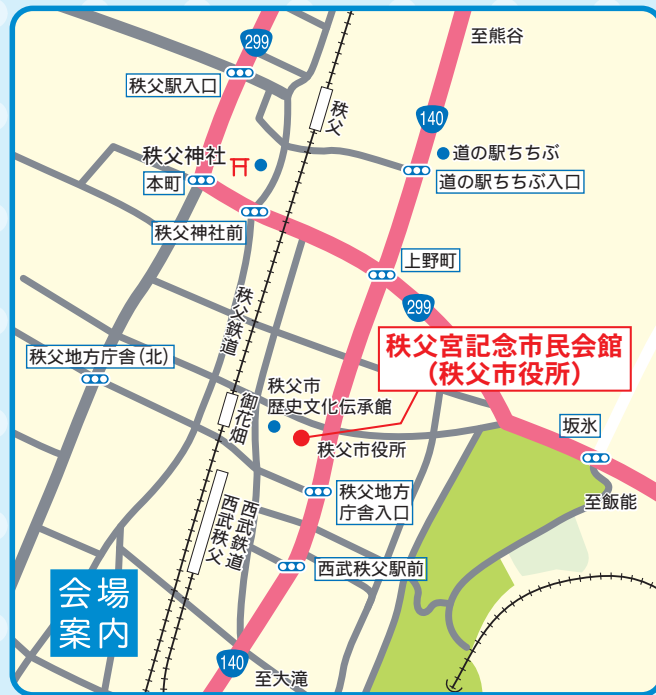 299
至熊谷
秩父駅入口
秩父
140
秩父神社
道の駅ちちぶ
本町
道の駅ちちぶ入口
秩父神社前
上野町
秩父鉄道
299
秩父宮記念市民会館
(秩父市役所)
秩父地方庁舎(北)
御花畑
秩父市
歴史文化伝承館
坂氷
秩父市役所
至飯能
秩父地方
庁舎入口
西武鉄道
西武秩父
西武秩父駅前
会場
案内
140
至大滝